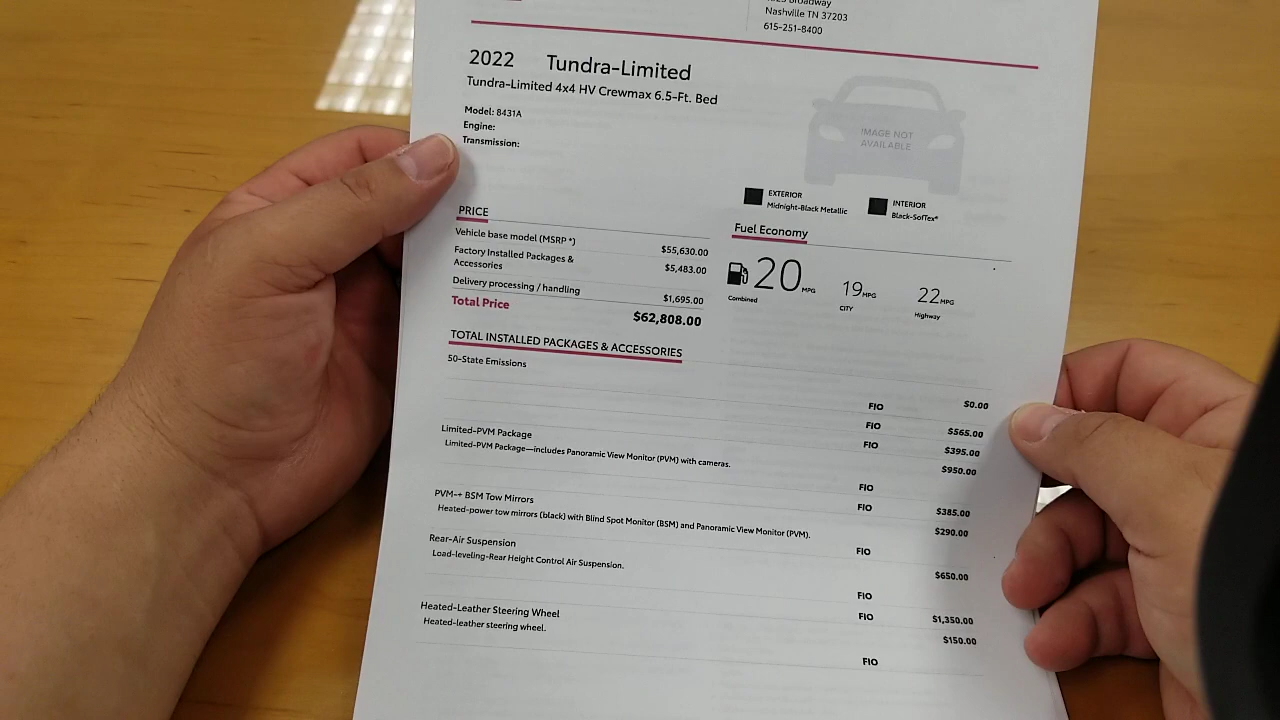 Broadway
Nashville TN 37203
615-251-8400
2022 Tundra-Limited
Tundra-Limited 4x4 HV Crewmax 6.5-Ft. Bed
Model: 8431A
Engine:
Transmission:
IMAGE NOT
AVAILABLE
EXTERIOR
Midnight-Black Metallic
INTERIOR
Black-SofTex®
PRICE
Vehicle base model (MSRP *) $55,630.00
Factory Installed Packages &
Accessories $5,483.00
Delivery processing / handling $1,695.00
Total Price $62,808.00
Fuel Economy
20 MPG
Combined
19 MPG
CITY
22 MPG
Highway
TOTAL INSTALLED PACKAGES & ACCESSORIES
50-State Emissions
FIO $0.00
FIO $565.00
FIO $395.00
$950.00
Limited-PVM Package
Limited-PVM Package—includes Panoramic View Monitor (PVM) with cameras.
FIO
FIO $385.00
$290.00
PVM-+ BSM Tow Mirrors
Heated-power tow mirrors (black) with Blind Spot Monitor (BSM) and Panoramic View Monitor (PVM).
FIO
$650.00
Rear-Air Suspension
Load-leveling-Rear Height Control Air Suspension.
FIO
FIO $1,350.00
$150.00
Heated-Leather Steering Wheel
Heated-leather steering wheel.
FIO